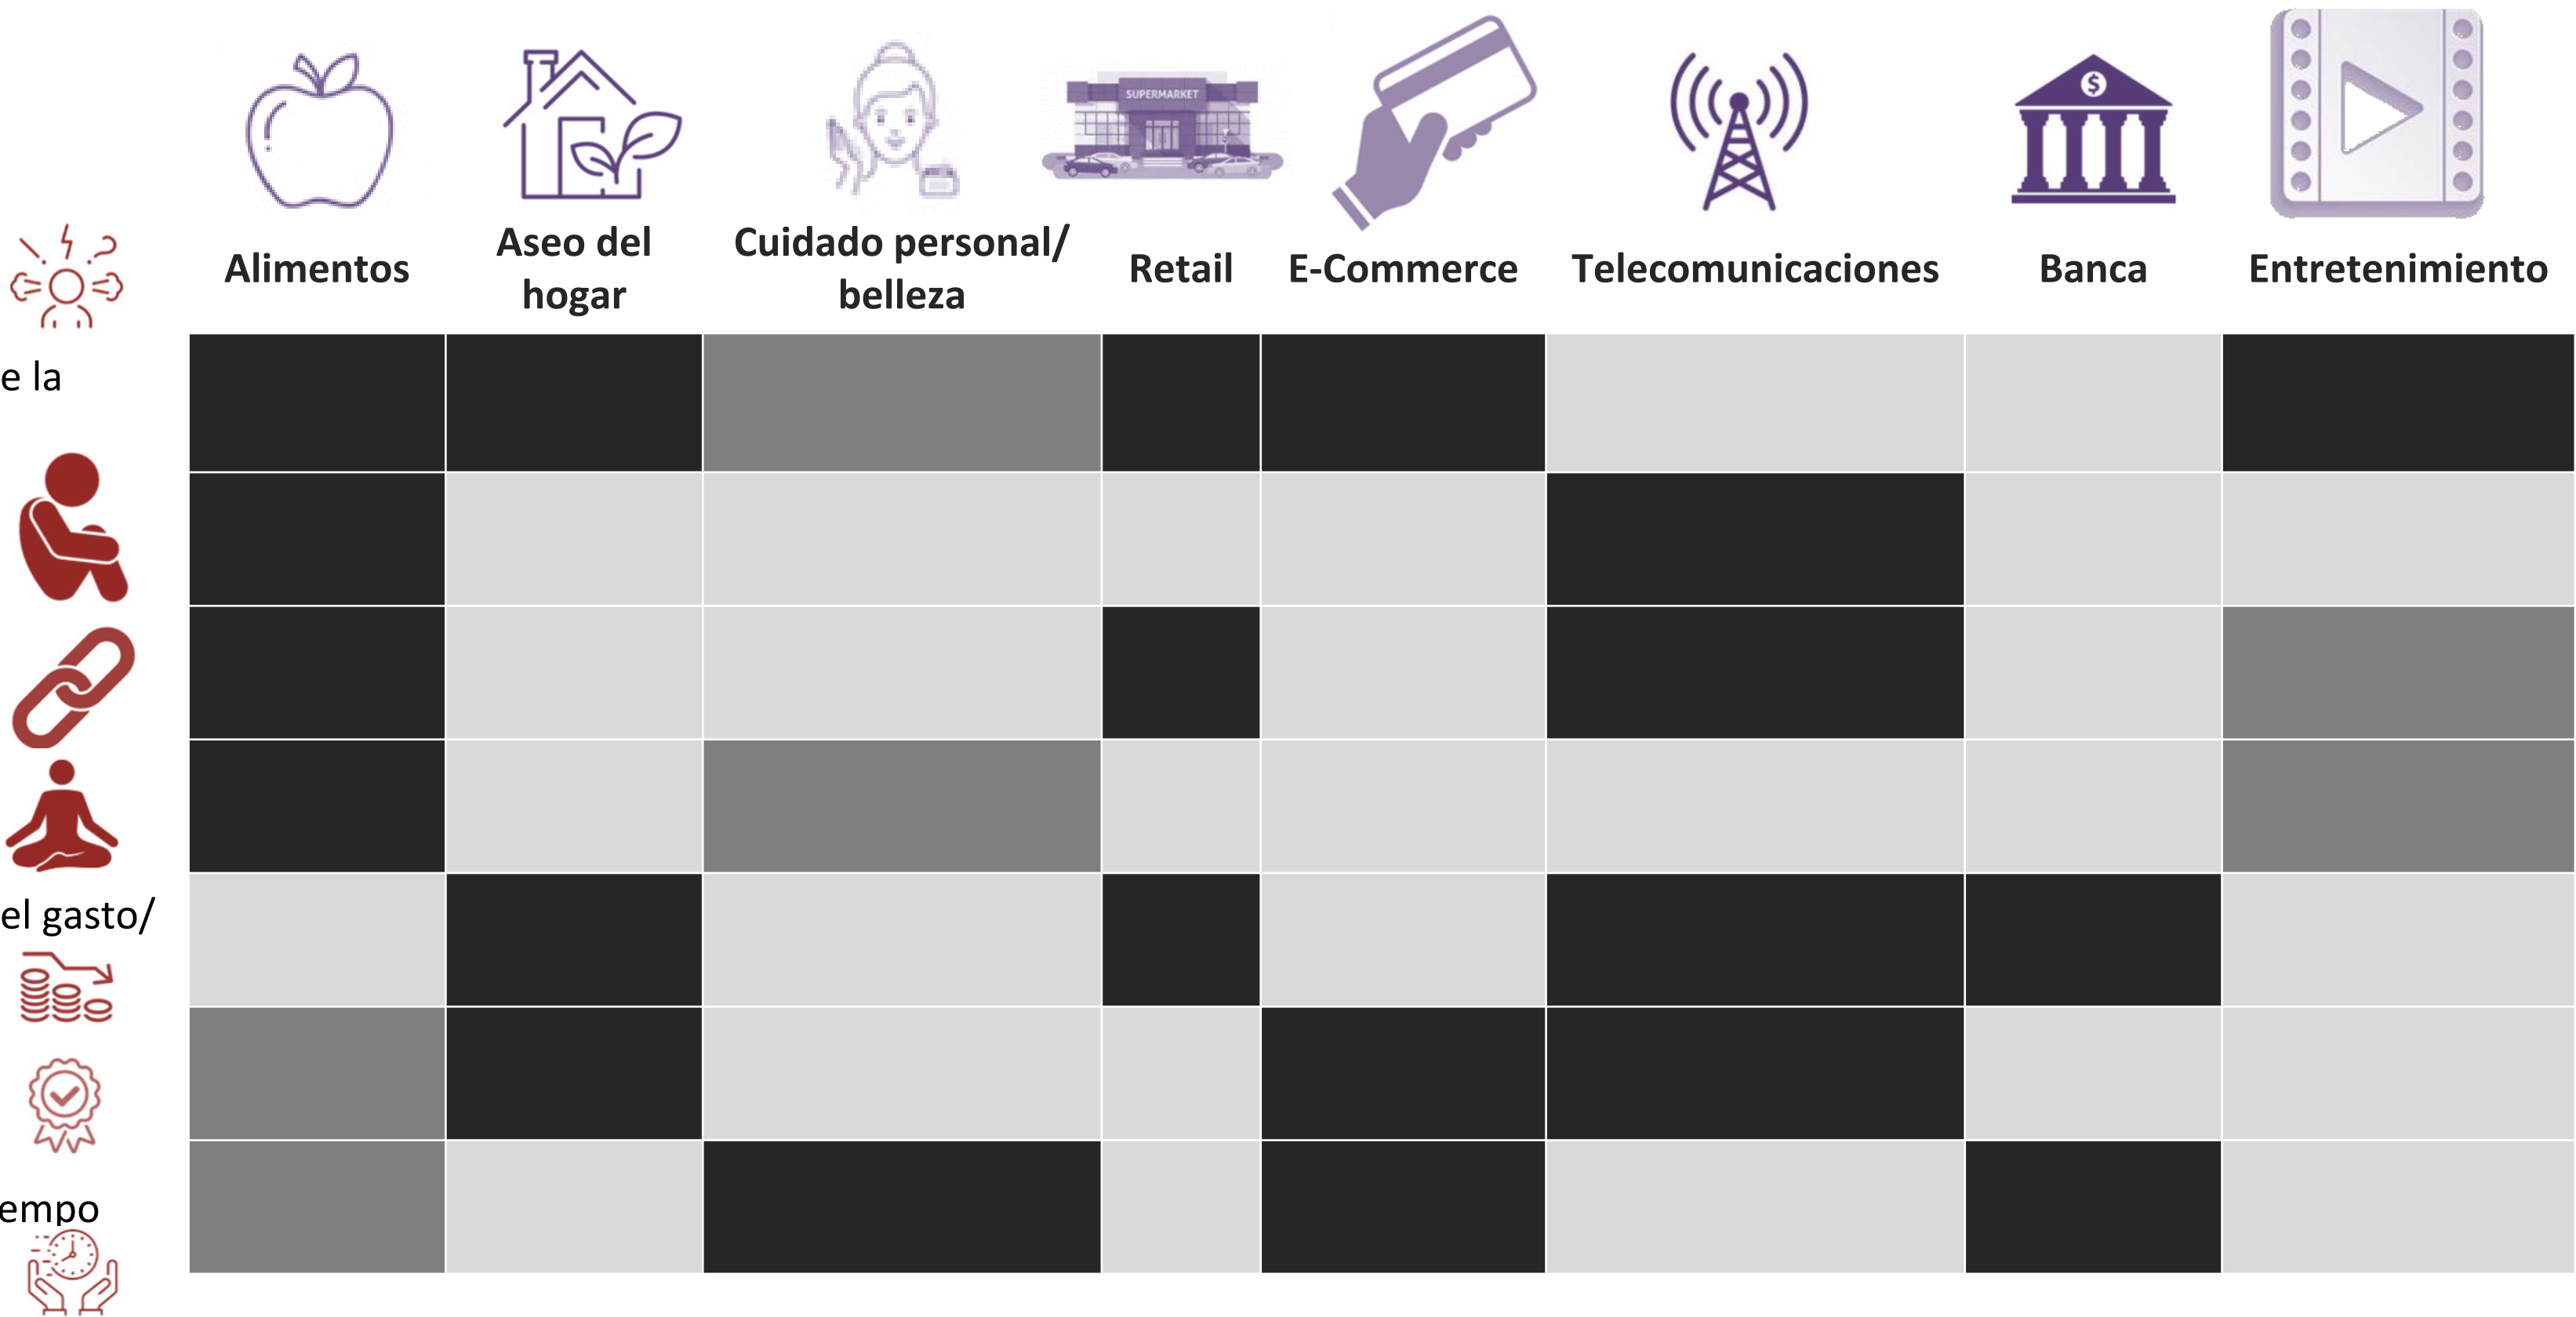 SUPERMARKET
$
Alimentos
Aseo del
hogar
Cuidado personal/
belleza
Retail
E-Commerce
Telecomunicaciones
Banca
Entretenimiento
e la
el gasto/
empo